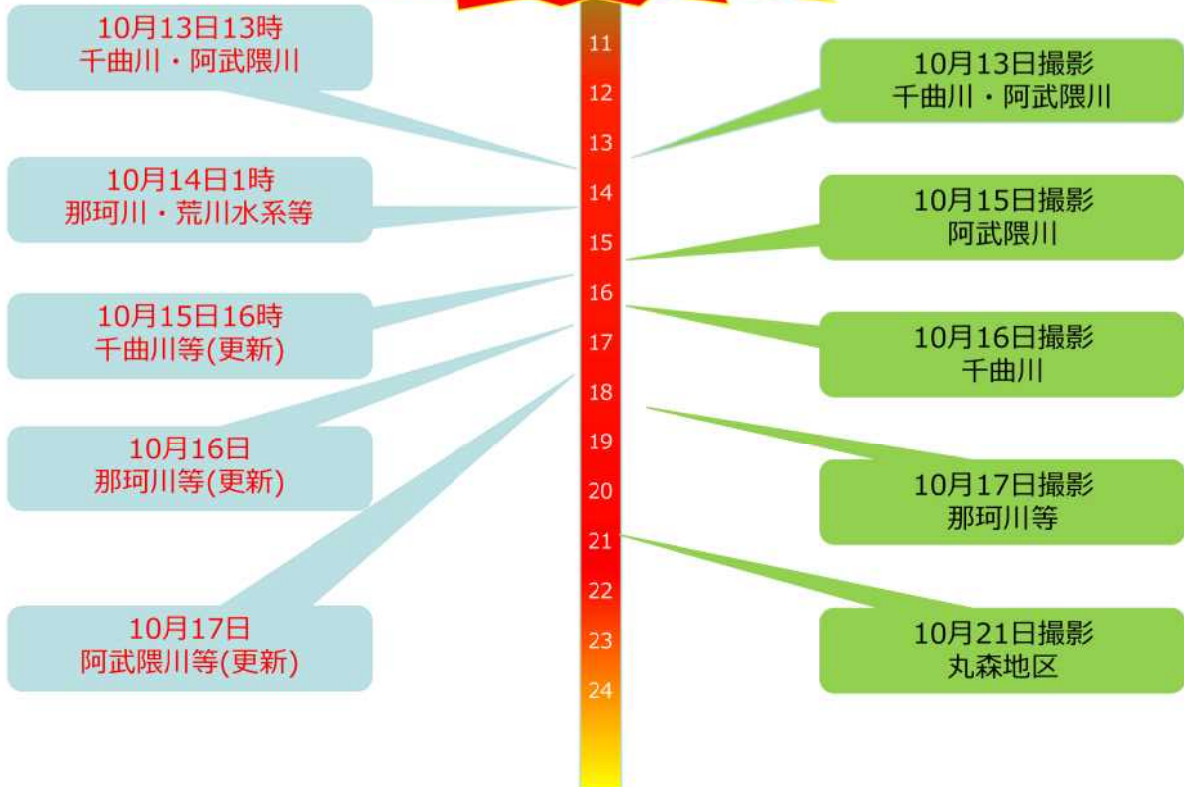 10月13日13時
千曲川・阿武隈川
10月14日1時
那珂川・荒川水系等
10月15日16時
千曲川等(更新)
10月16日
那珂川等(更新)
10月17日
阿武隈川等(更新)
11
12
13
14
15
16
17
18
19
20
21
22
23
24
10月13日撮影
千曲川・阿武隈川
10月15日撮影
阿武隈川
10月16日撮影
千曲川
10月17日撮影
那珂川等
10月21日撮影
丸森地区